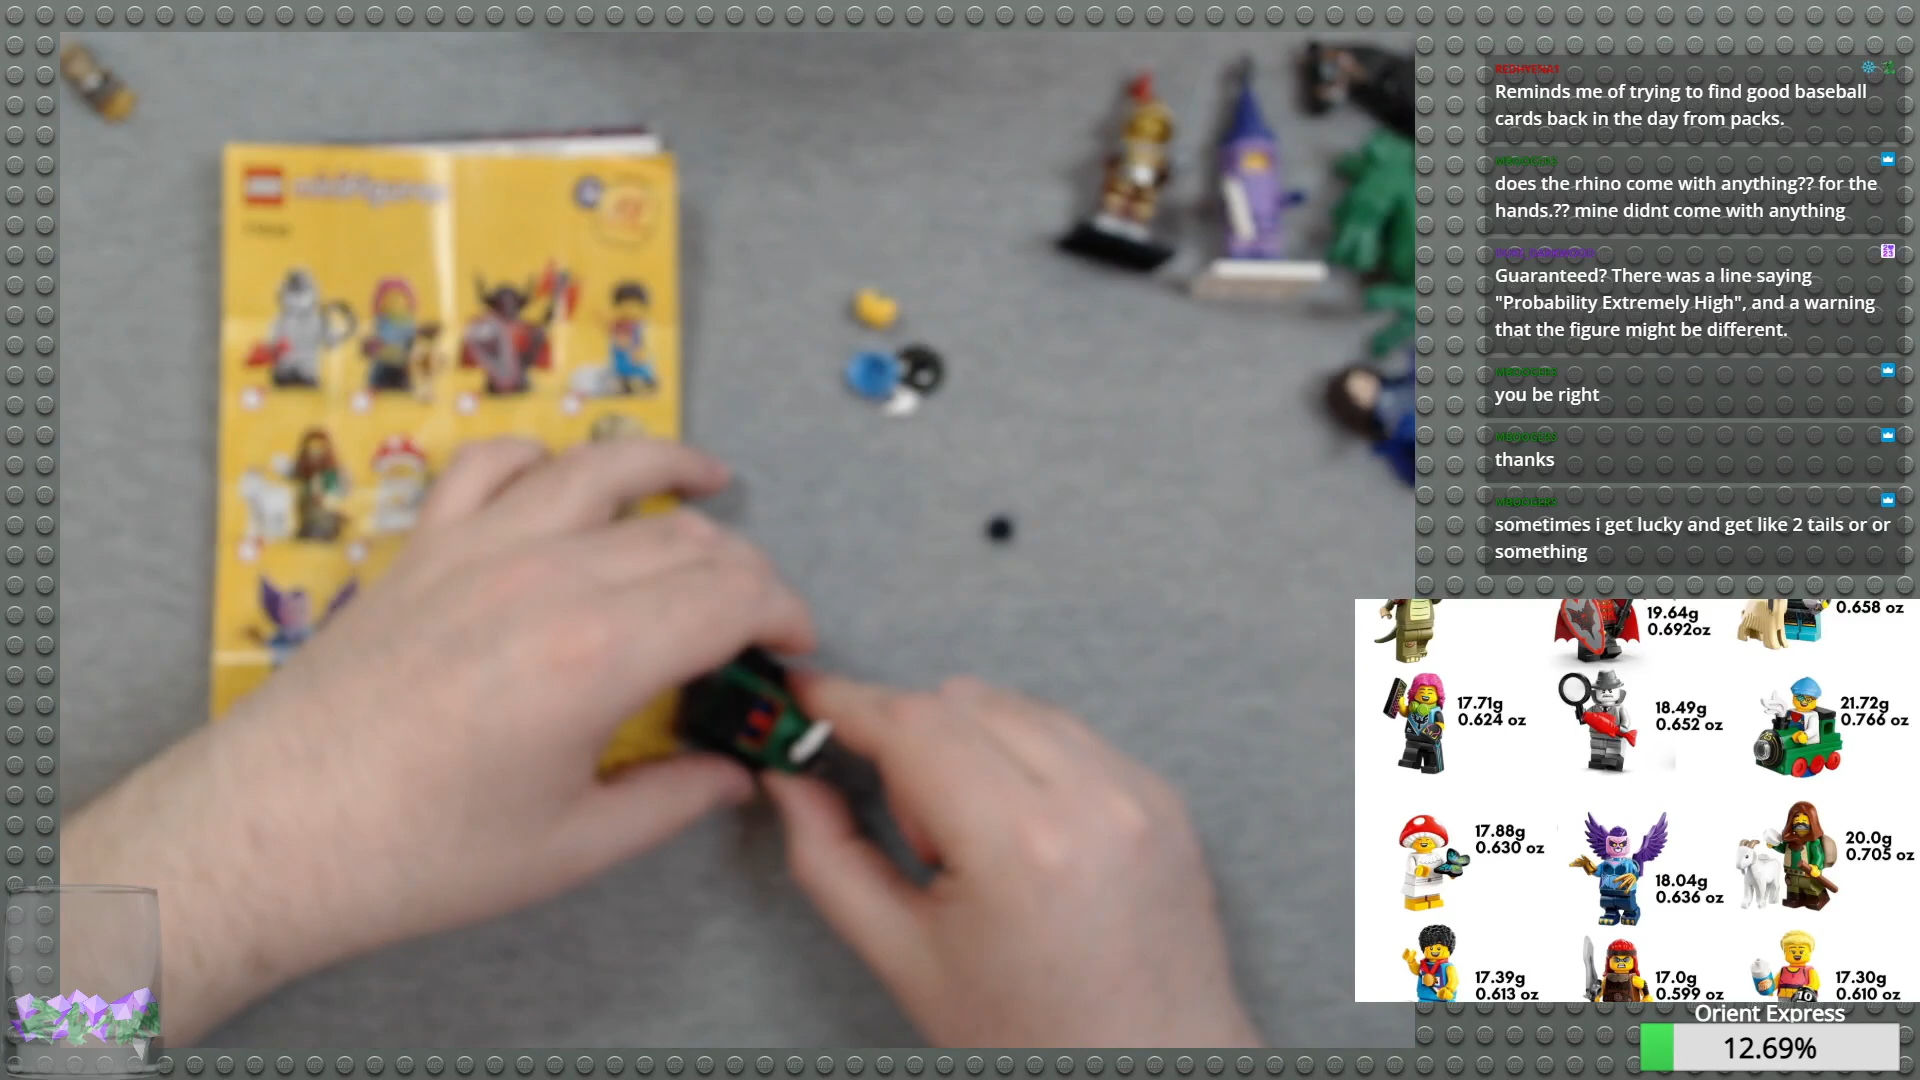 REDHYENA1
Reminds me of trying to find good baseball
cards back in the day from packs.
MBOOGERS
does the rhino come with anything?? for the
hands.?? mine didnt come with anything
Guaranteed? There was a line saying
"Probability Extremely High", and a warning
that the figure might be different.
MBOOGERS
you be right
MBOOGERS
thanks
MBOOGERS
sometimes i get lucky and get like 2 tails or or
something
19.64g
0.692oz
0.658 oz
17.71g
0.624 oz
18.49g
0.652 oz
21.72g
0.766 oz
17.88g
0.630 oz
18.04g
0.636 oz
20.0g
0.705 oz
17.39g
0.613 oz
17.0g
0.599 oz
17.30g
0.610 oz
Orient Express
12.69%